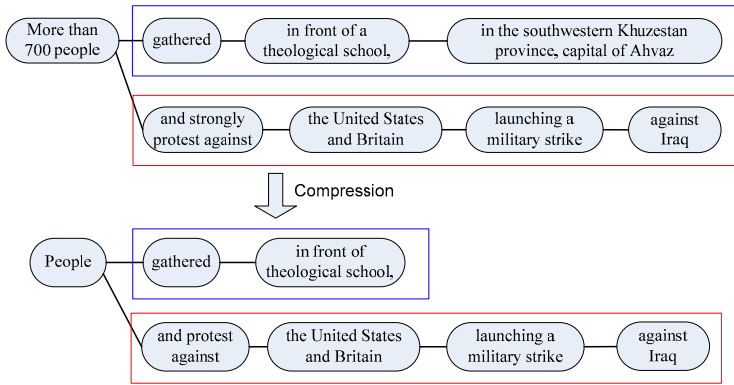 More than
700 people
gathered
in front of a
theological school,
in the southwestern Khuzestan
province, capital of Ahvaz
and strongly
protest against
the United States
and Britain
launching a
military strike
against
Iraq
Compression
People
gathered
in front of
theological school,
and protest
against
the United States
and Britain
launching a
military strike
against
Iraq